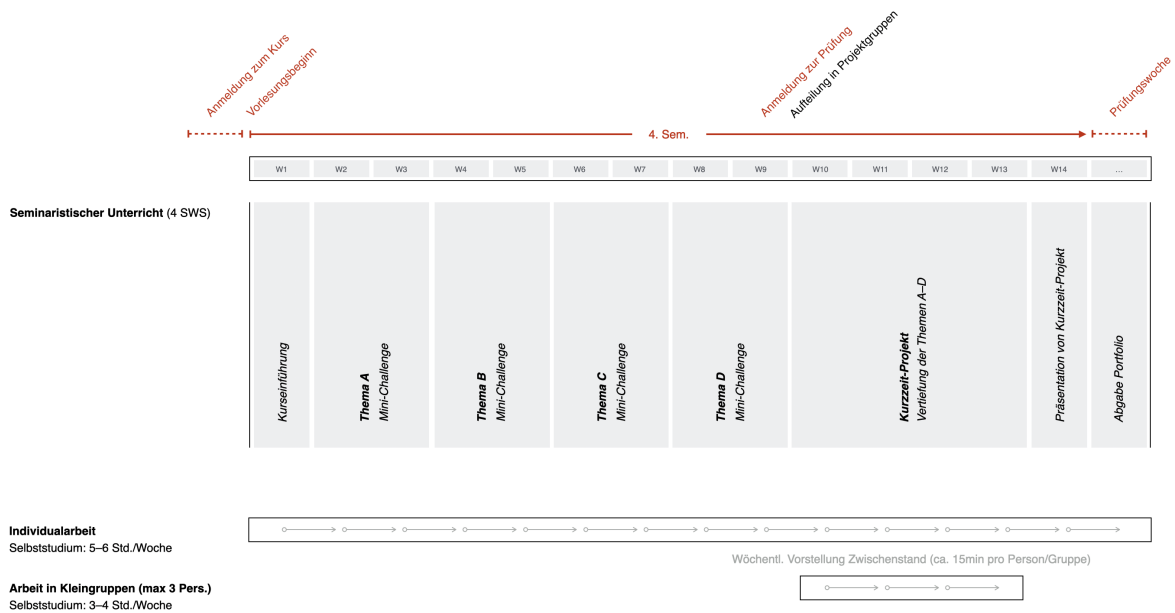 Anmeldung zum Kurs
Vorlesungsbeginn
Anmeldung zur Prüfung
Aufteilung in Projektgruppen
Prüfungswoche
4. Sem.
W1 W2 W3 W4 W5 W6 W7 W8 W9 W10 W11 W12 W13 W14 ...
Seminaristischer Unterricht (4 SWS)
Kurseinführung
Thema A
Mini-Challenge
Thema B
Mini-Challenge
Thema C
Mini-Challenge
Thema D
Mini-Challenge
Kurzzeit-Projekt
Vertiefung der Themen A–D
Präsentation von Kurzzeit-Projekt
Abgabe Portfolio
Individualarbeit
Selbststudium: 5–6 Std./Woche
Wöchentl. Vorstellung Zwischenstand (ca. 15min pro Person/Gruppe)
Arbeit in Kleingruppen (max 3 Pers.)
Selbststudium: 3–4 Std./Woche